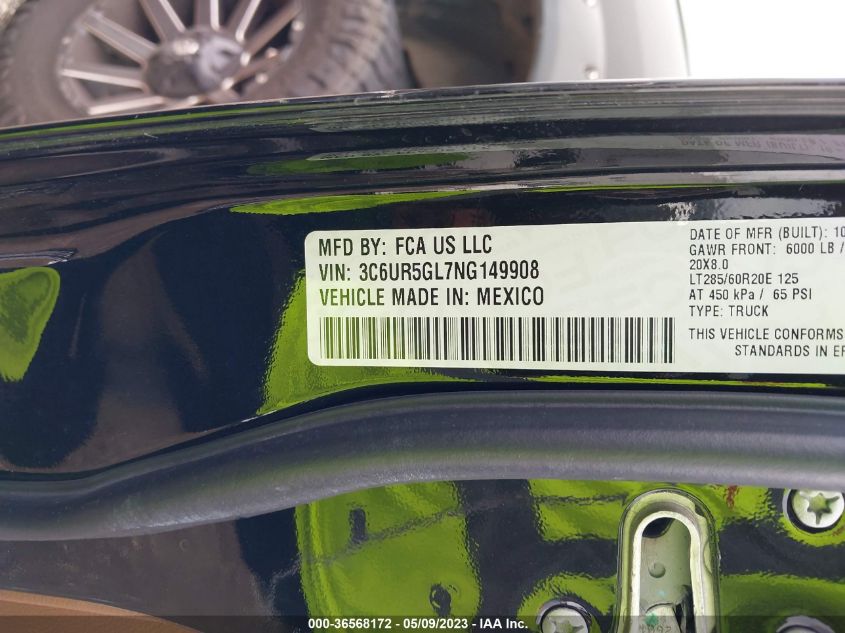 MFD BY: FCA US LLC
VIN: 3C6UR5GL7NG149908
VEHICLE MADE IN: MEXICO
DATE OF MFR (BUILT): 10
GAWR FRONT: 6000 LB /
20X8.0
LT285/60R20E 125
AT 450 kPa / 65 PSI
TYPE: TRUCK
THIS VEHICLE CONFORMS
STANDARDS IN EF
000-36568172 - 05/09/2023 - IAA Inc.